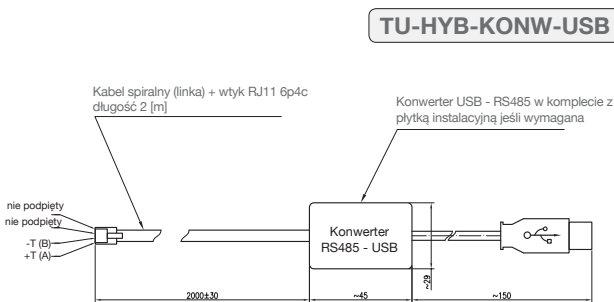 TU-HYB-KONW-USB
Kabel spiralny (linka) + wtyk RJ11 6p4c
długość 2 [m]
Konwerter USB - RS485 w komplecie z
płytką instalacyjną jeśli wymagana
nie podpięty
nie podpięty
-T (B)
+T (A)
Konwerter
RS485 - USB
~29
2000±30
~45
~150